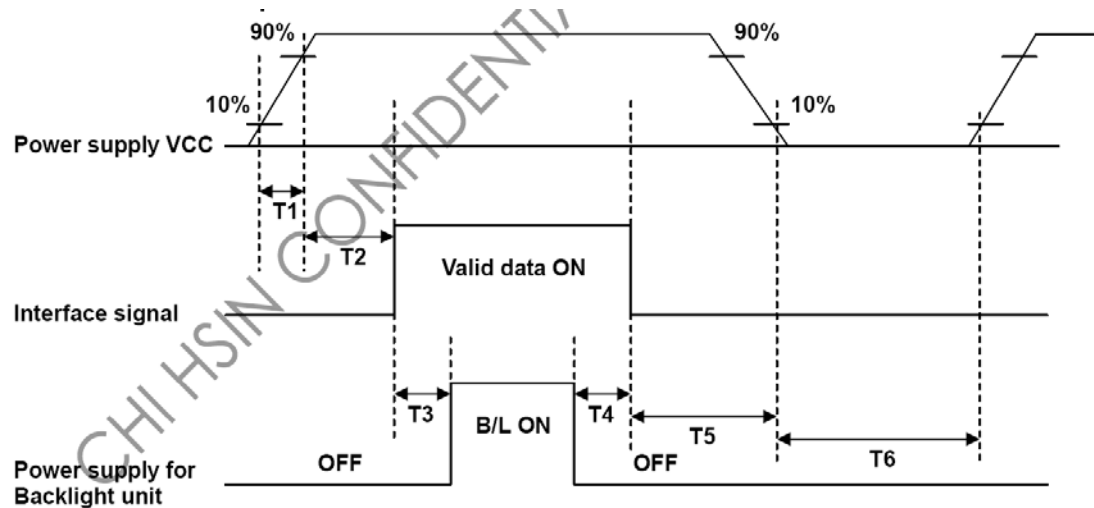 90%
90%
10%
10%
Power supply VCC
T1
T2
Valid data ON
Interface signal
T3
T4
B/L ON
T5
T6
OFF
OFF
Power supply for
Backlight unit
CHI HSIN CONFIDENTIA